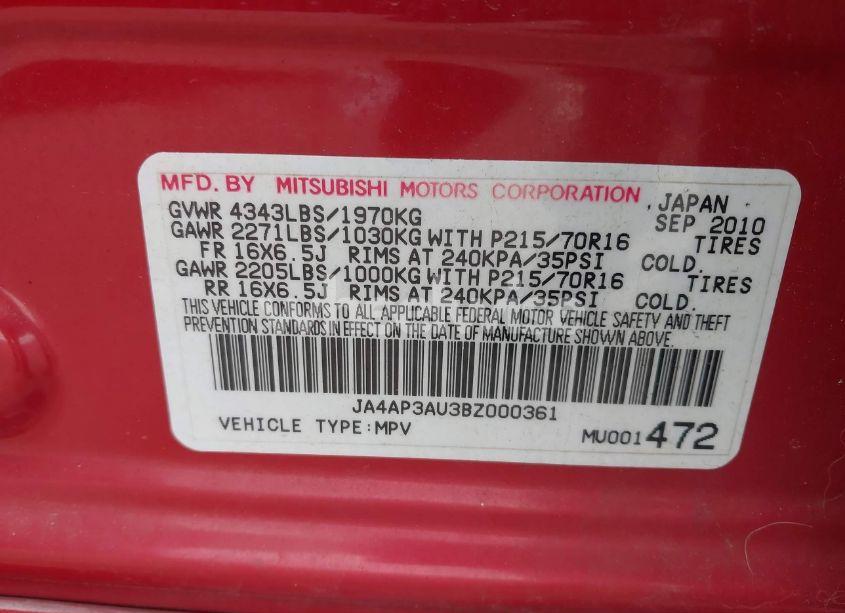 MFD. BY MITSUBISHI MOTORS CORPORATION . JAPAN
GVWR 4343LBS/1970KG SEP 2010
GAWR 2271LBS/1030KG WITH P215/70R16 TIRES
FR 16X6.5J RIMS AT 240KPA/35PSI COLD.
GAWR 2205LBS/1000KG WITH P215/70R16 TIRES
RR 16X6.5J RIMS AT 240KPA/35PSI COLD.
THIS VEHICLE CONFORMS TO ALL APPLICABLE FEDERAL MOTOR VEHICLE SAFETY AND THEFT
PREVENTION STANDARDS IN EFFECT ON THE DATE OF MANUFACTURE SHOWN ABOVE.
JA4AP3AU3BZ000361
VEHICLE TYPE:MPV MU001472